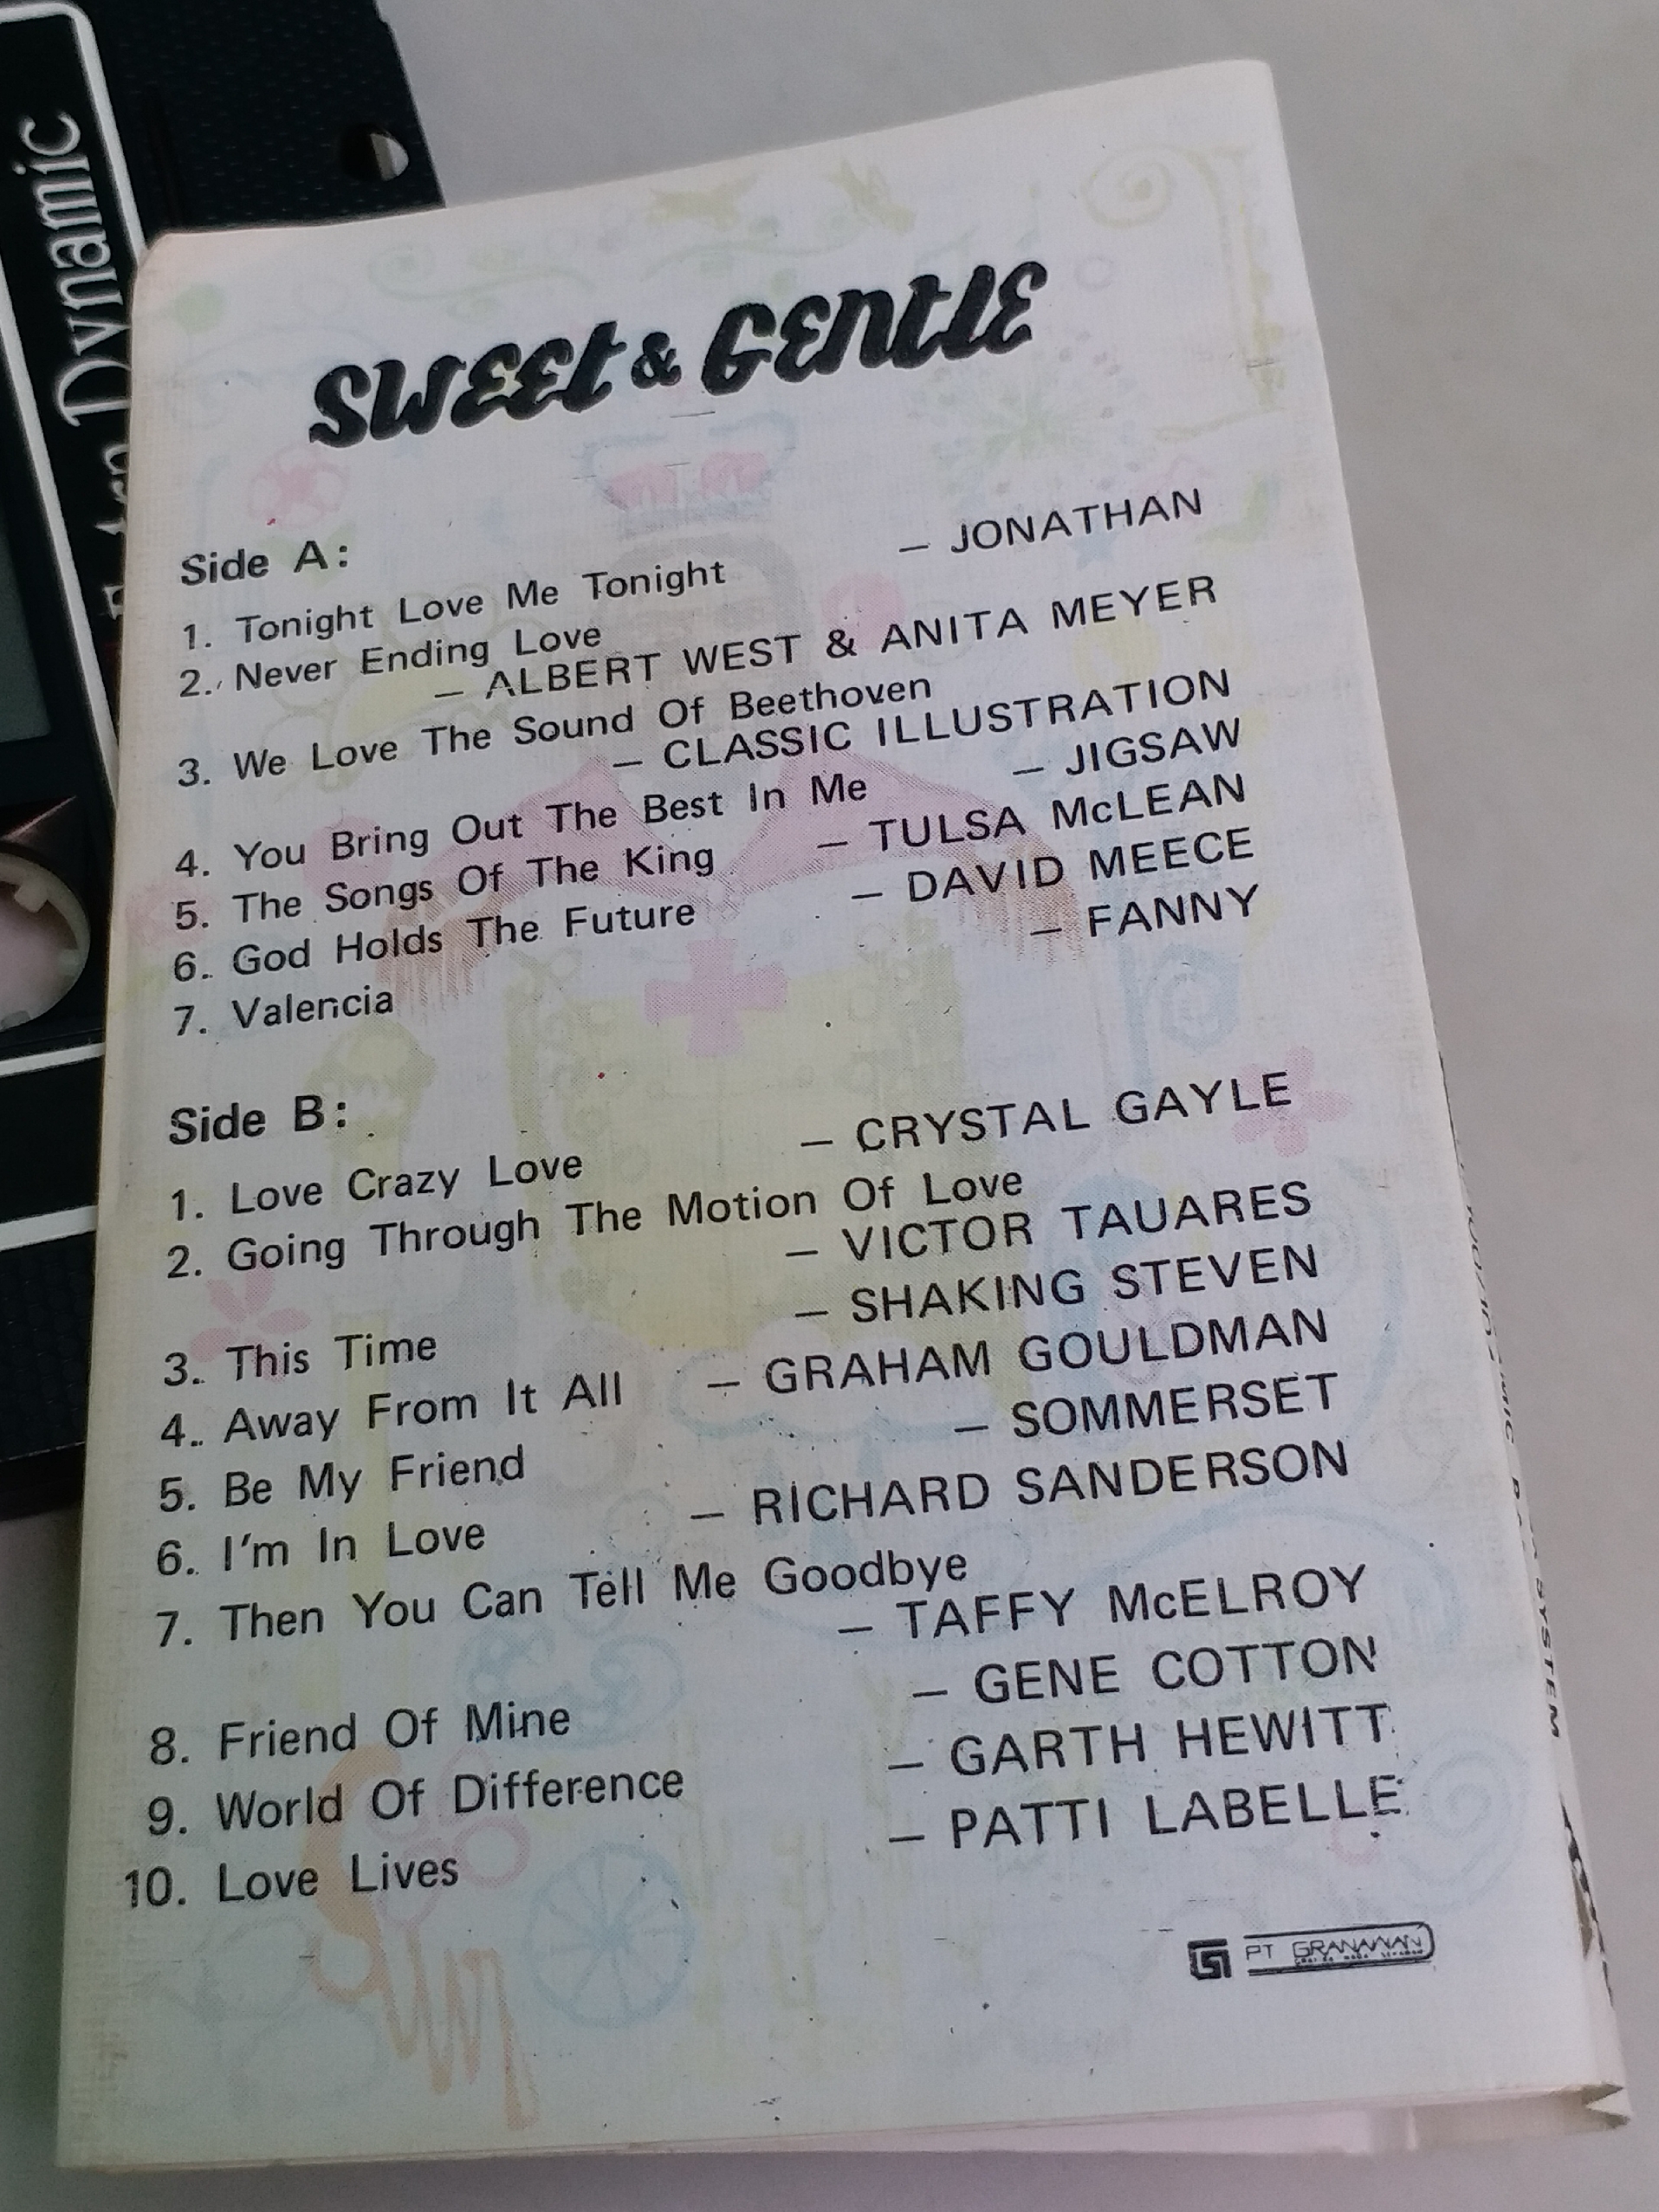 Dynamic
SWEET & GENTLE
Side A:
1. Tonight Love Me Tonight – JONATHAN
2. Never Ending Love
– ALBERT WEST & ANITA MEYER
3. We Love The Sound Of Beethoven
– CLASSIC ILLUSTRATION
4. You Bring Out The Best In Me – JIGSAW
5. The Songs Of The King – TULSA McLEAN
6. God Holds The Future – DAVID MEECE
7. Valencia – FANNY
Side B:
1. Love Crazy Love – CRYSTAL GAYLE
2. Going Through The Motion Of Love
– VICTOR TAUARES
3. This Time – SHAKING STEVEN
4. Away From It All – GRAHAM GOULDMAN
5. Be My Friend – SOMMERSET
6. I'm In Love – RICHARD SANDERSON
7. Then You Can Tell Me Goodbye
– TAFFY McELROY
8. Friend Of Mine – GENE COTTON
9. World Of Difference – GARTH HEWITT
10. Love Lives – PATTI LABELLE
PT GRANAWAN
SYSTEM